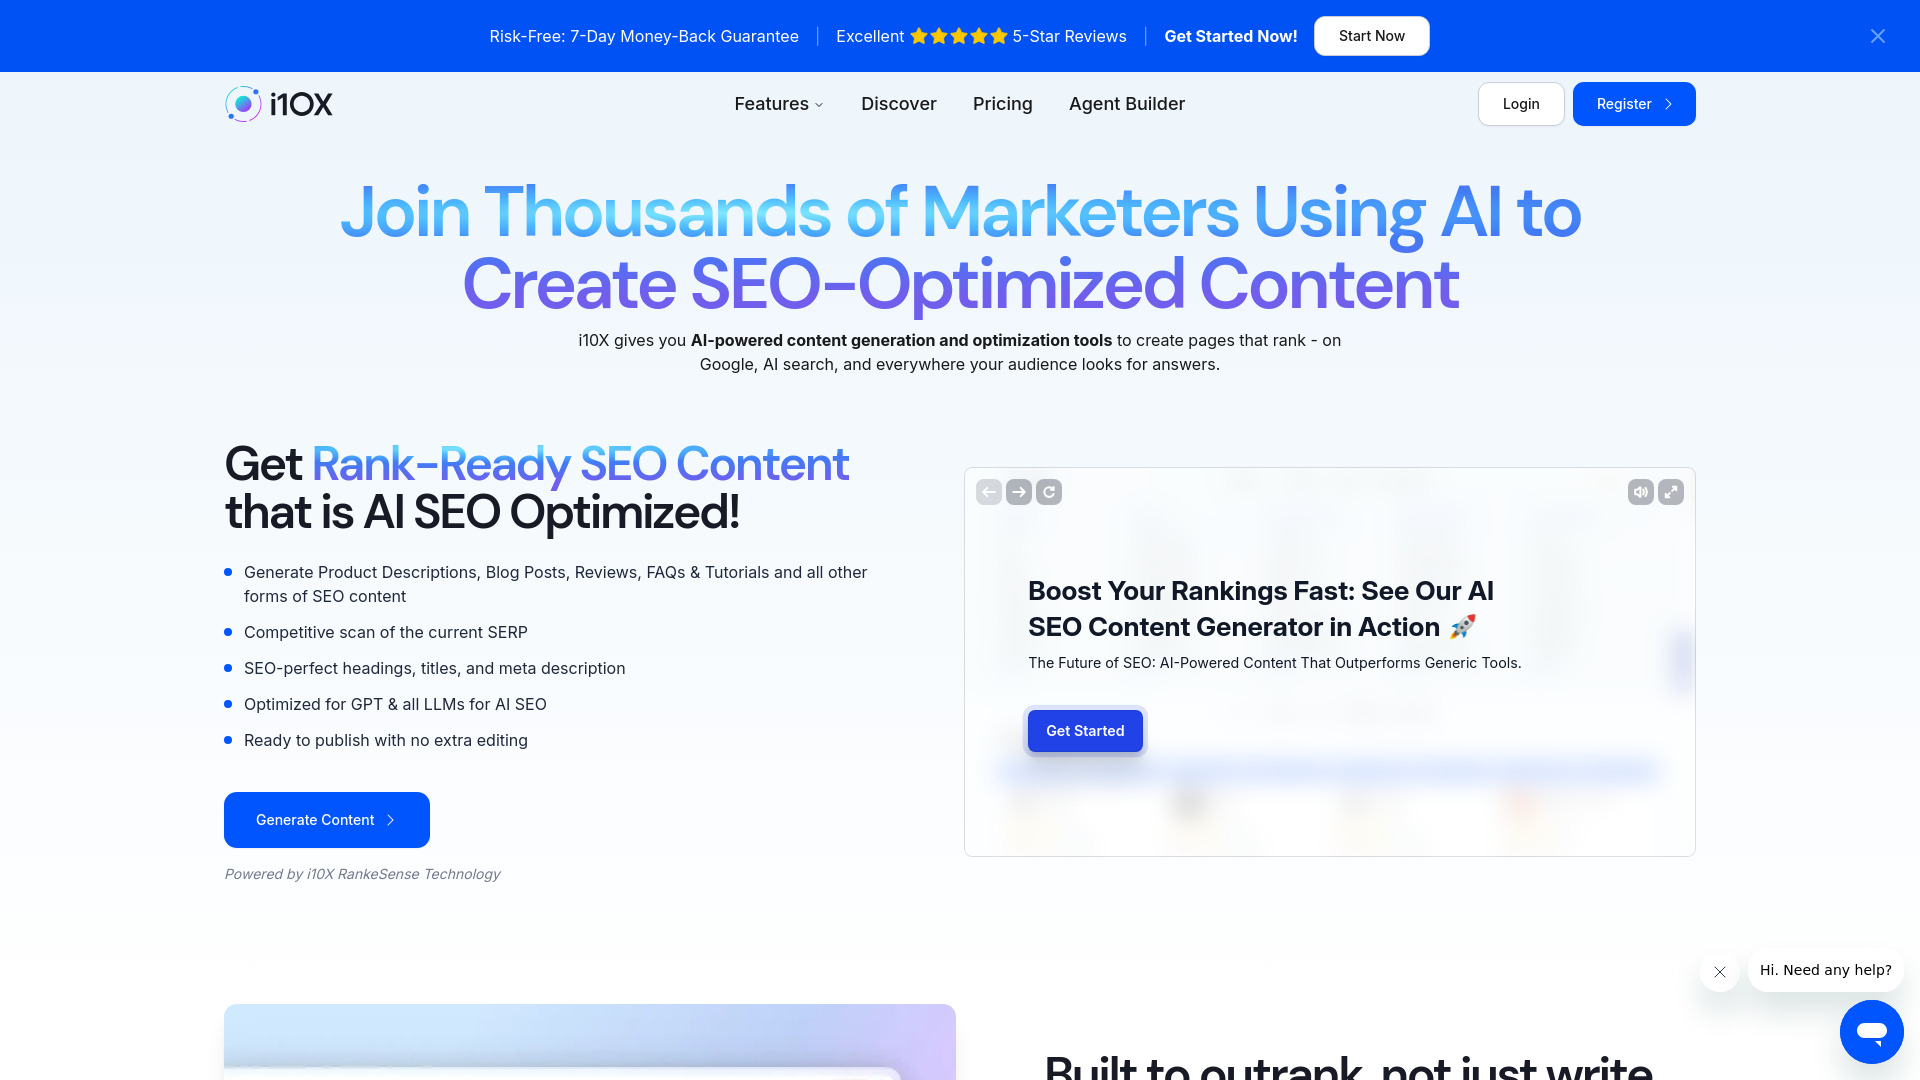 Risk-Free: 7-Day Money-Back Guarantee | Excellent ⭐⭐⭐⭐⭐ 5-Star Reviews | Get Started Now! Start Now
i10X Features Discover Pricing Agent Builder Login Register
Join Thousands of Marketers Using AI to
Create SEO-Optimized Content
i10X gives you AI-powered content generation and optimization tools to create pages that rank - on
Google, AI search, and everywhere your audience looks for answers.
Get Rank-Ready SEO Content
that is AI SEO Optimized!
Generate Product Descriptions, Blog Posts, Reviews, FAQs & Tutorials and all other
forms of SEO content
Competitive scan of the current SERP
SEO-perfect headings, titles, and meta description
Optimized for GPT & all LLMs for AI SEO
Ready to publish with no extra editing
Generate Content
Powered by i10X RankeSense Technology
Boost Your Rankings Fast: See Our AI
SEO Content Generator in Action 🚀
The Future of SEO: AI-Powered Content That Outperforms Generic Tools.
Get Started
Hi. Need any help?
Built to outrank, not just write